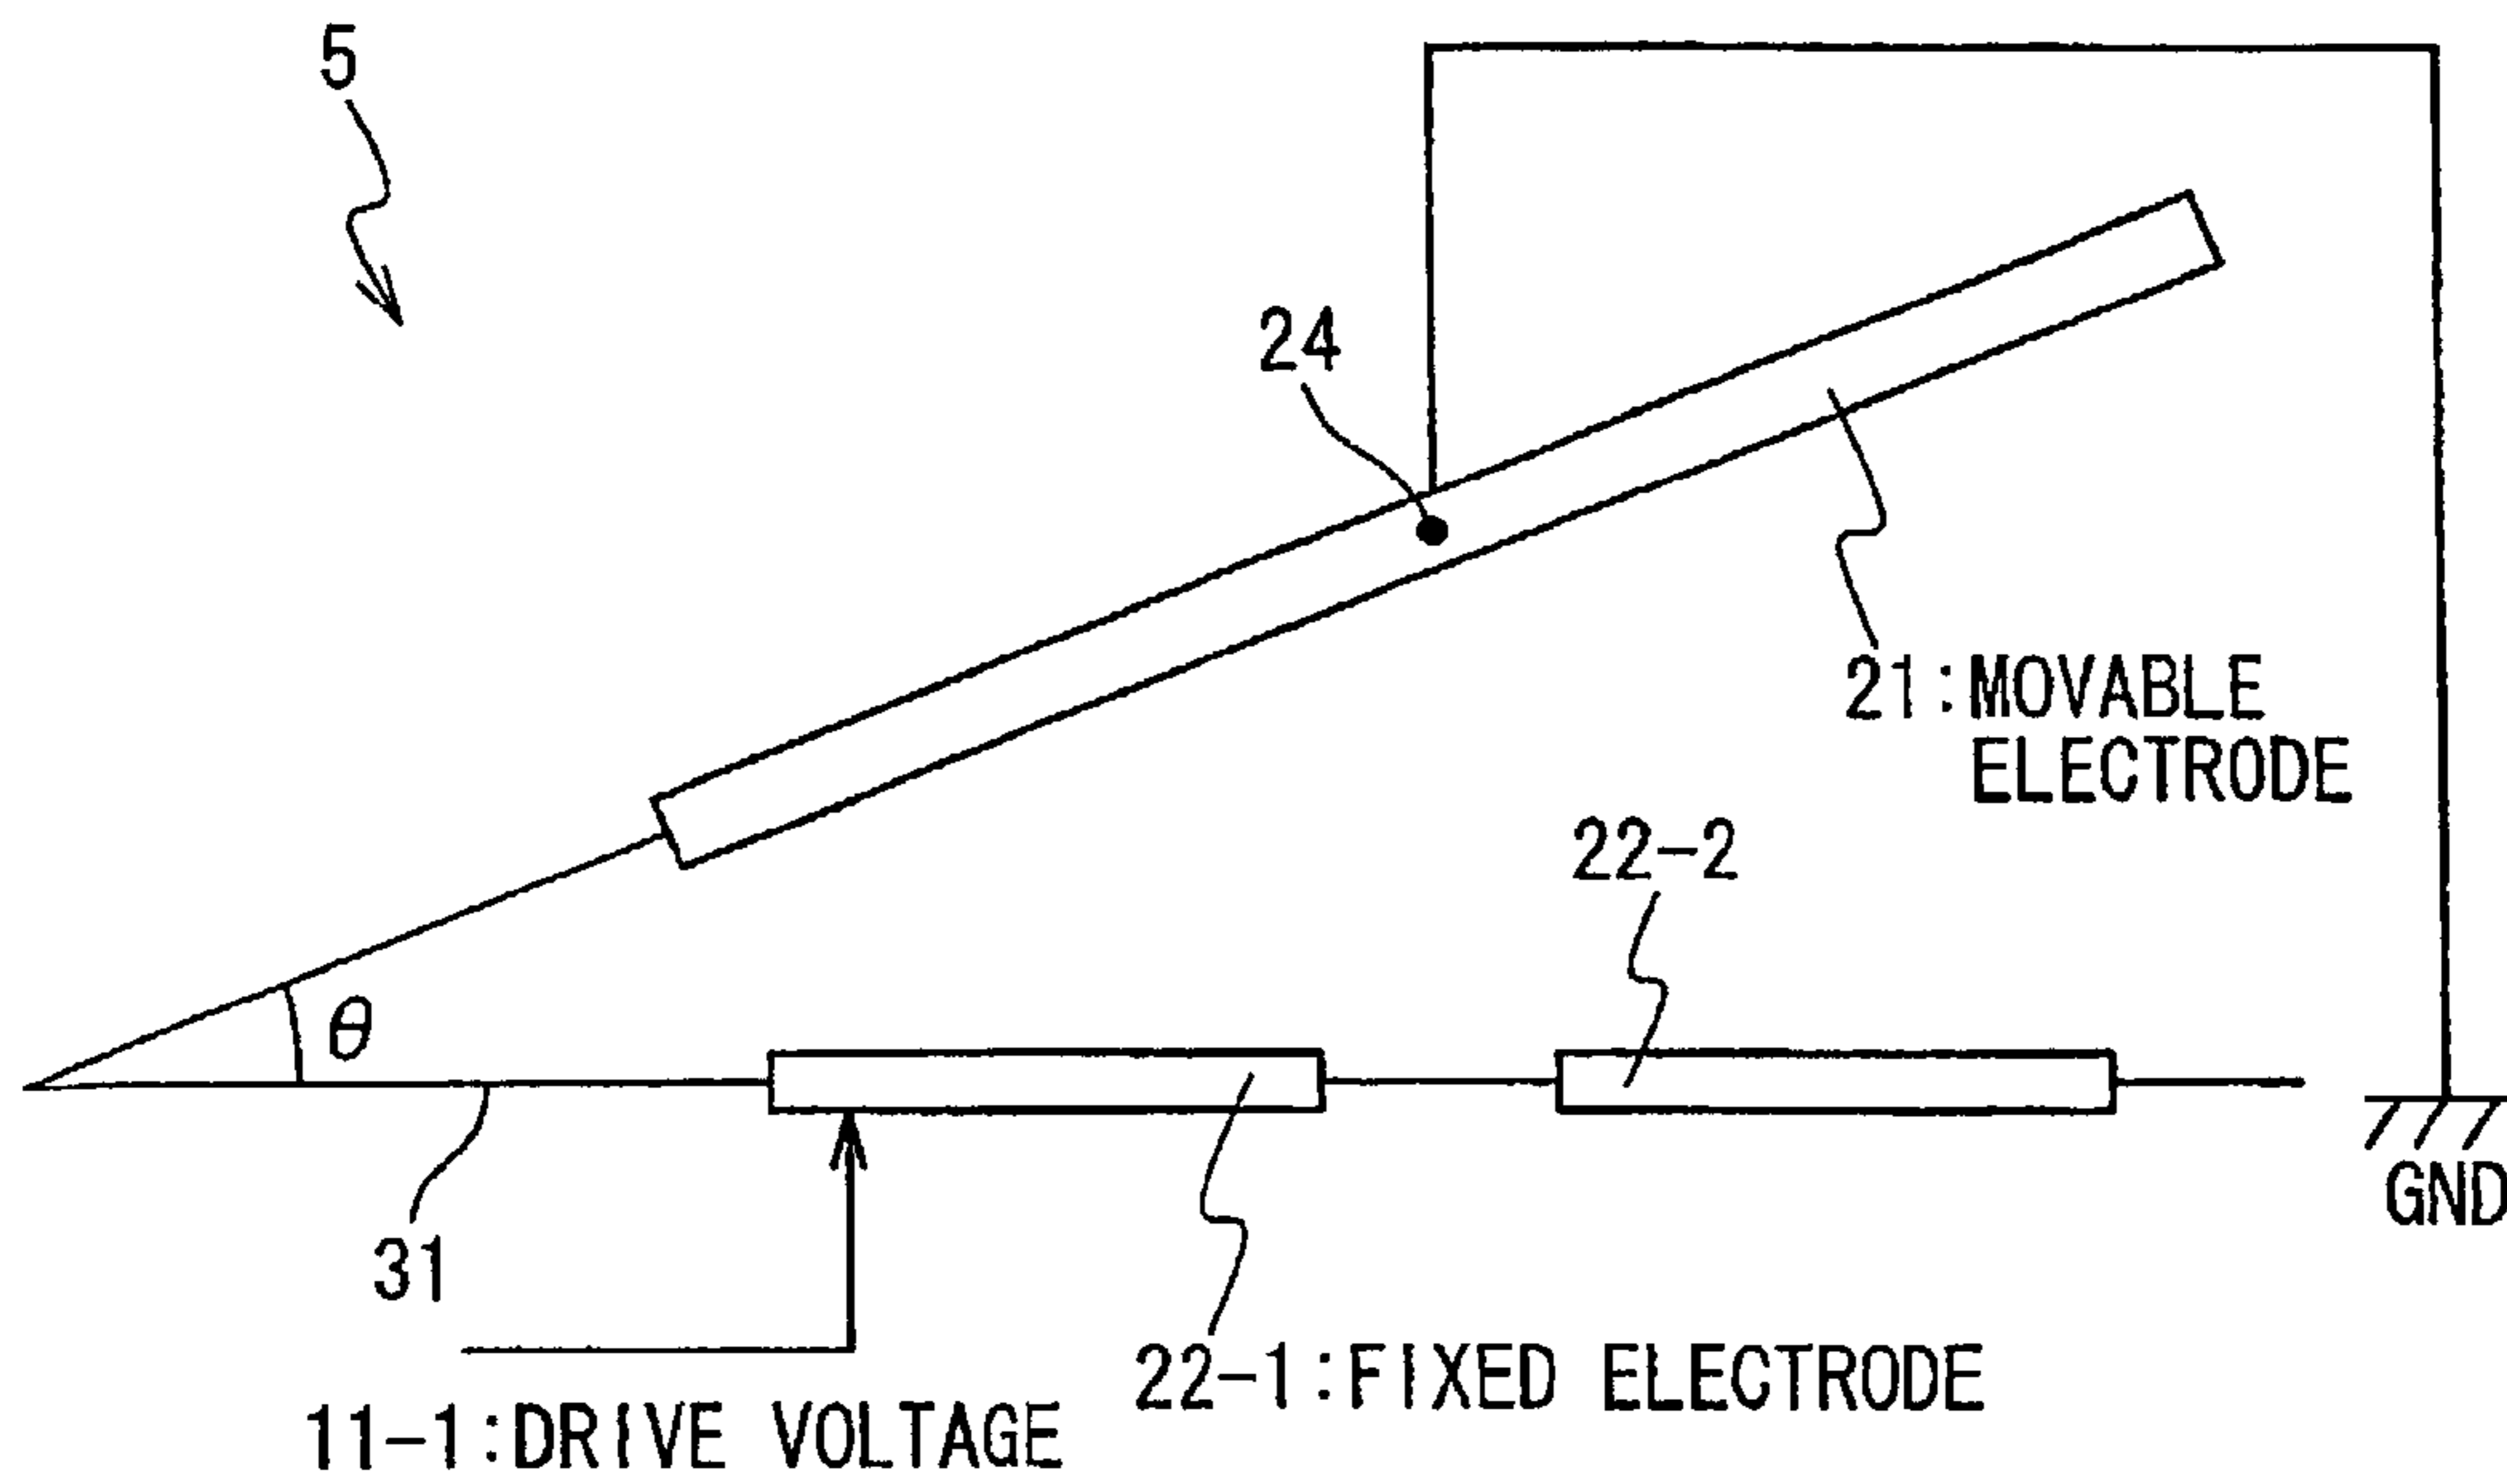 5
24
21:MOVABLE
ELECTRODE
22-2
θ
GND
31
22-1:FIXED ELECTRODE
11-1:DRIVE VOLTAGE